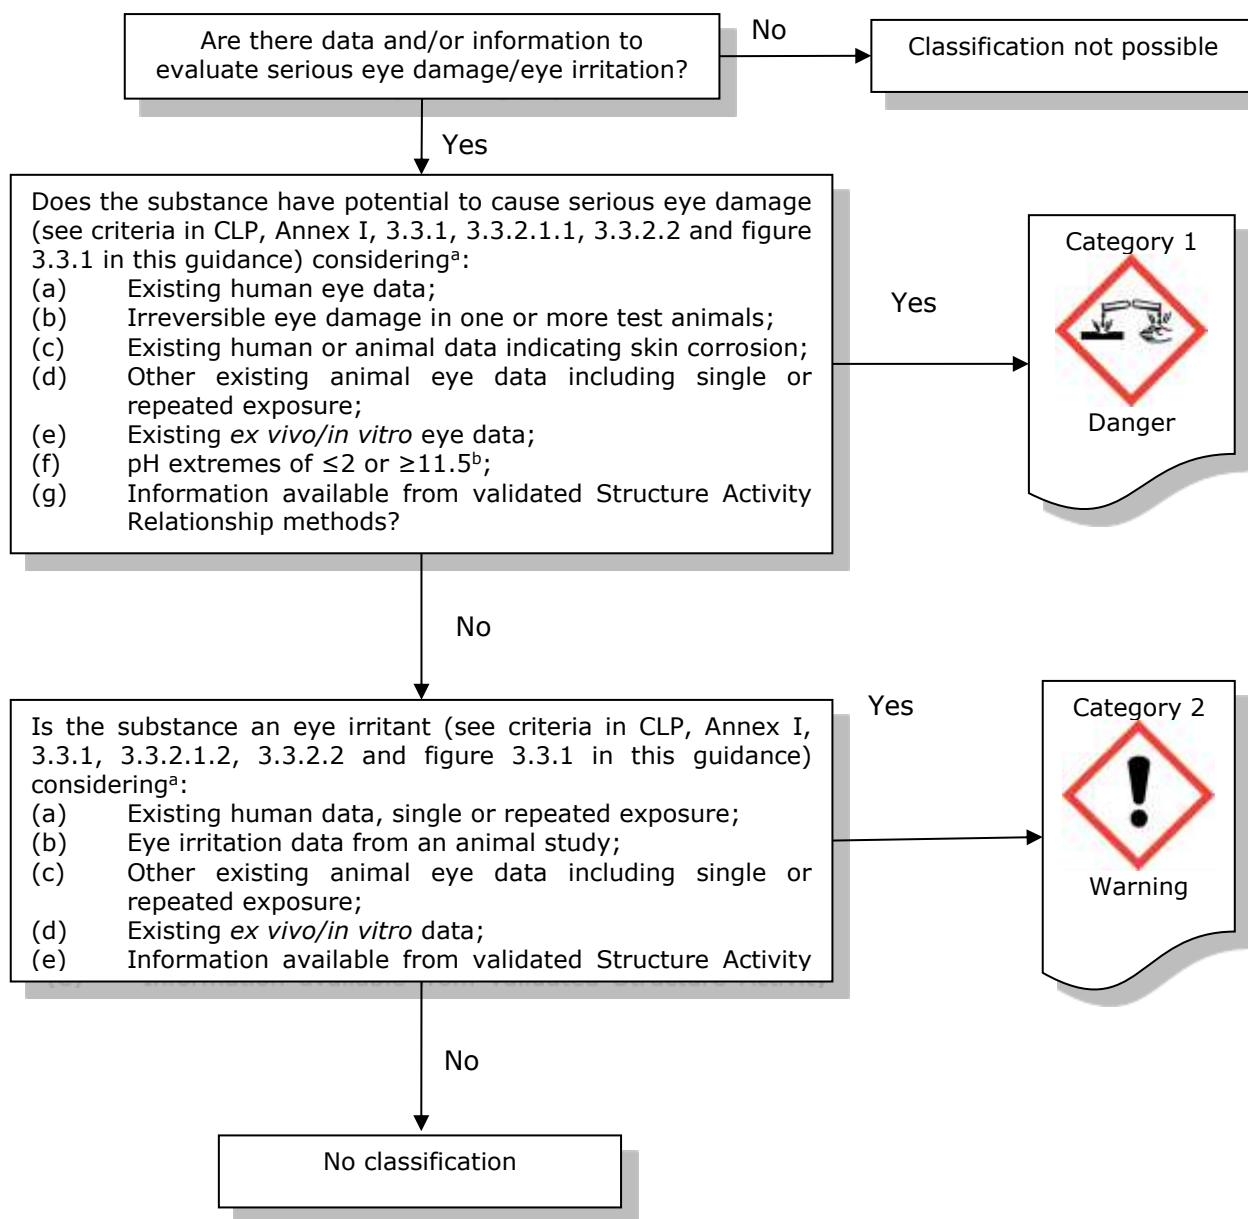 Are there data and/or information to
evaluate serious eye damage/eye irritation?
No
Classification not possible
Yes
Does the substance have potential to cause serious eye damage
(see criteria in CLP, Annex I, 3.3.1, 3.3.2.1.1, 3.3.2.2 and figure
3.3.1 in this guidance) consideringᵃ:
(a) Existing human eye data;
(b) Irreversible eye damage in one or more test animals;
(c) Existing human or animal data indicating skin corrosion;
(d) Other existing animal eye data including single or
repeated exposure;
(e) Existing ex vivo/in vitro eye data;
(f) pH extremes of ≤2 or ≥11.5ᵇ;
(g) Information available from validated Structure Activity
Relationship methods?
Yes
Category 1
Danger
No
Is the substance an eye irritant (see criteria in CLP, Annex I,
3.3.1, 3.3.2.1.2, 3.3.2.2 and figure 3.3.1 in this guidance)
consideringᵃ:
(a) Existing human data, single or repeated exposure;
(b) Eye irritation data from an animal study;
(c) Other existing animal eye data including single or
repeated exposure;
(d) Existing ex vivo/in vitro data;
(e) Information available from validated Structure Activity
Yes
Category 2
Warning
No
No classification